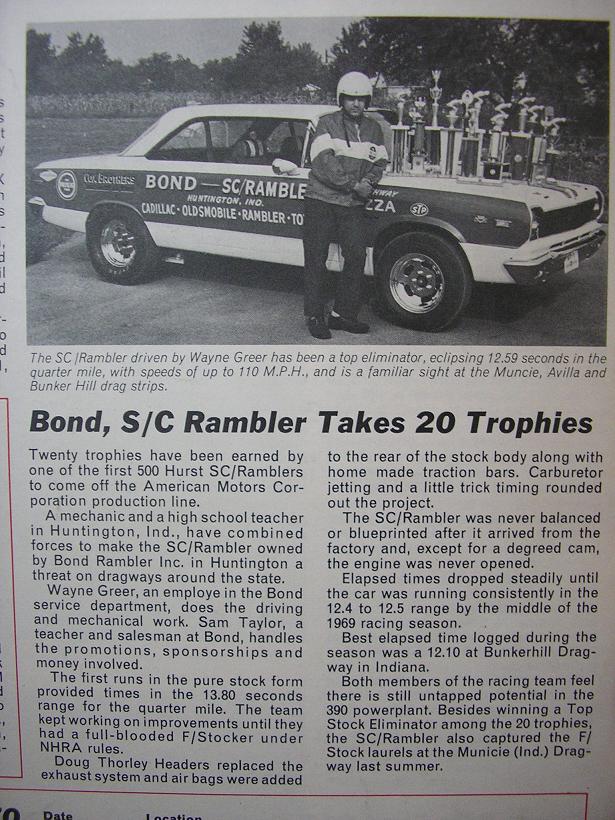 COX BROTHERS
BOND — SC/RAMBLE
HUNTINGTON, IND.
CADILLAC · OLDSMOBILE · RAMBLER · TO
HWAY
ZZA
STP
The SC/Rambler driven by Wayne Greer has been a top eliminator, eclipsing 12.59 seconds in the
quarter mile, with speeds of up to 110 M.P.H., and is a familiar sight at the Muncie, Avilla and
Bunker Hill drag strips.
Bond, S/C Rambler Takes 20 Trophies
Twenty trophies have been earned by
one of the first 500 Hurst SC/Ramblers
to come off the American Motors Cor-
poration production line.
A mechanic and a high school teacher
in Huntington, Ind., have combined
forces to make the SC/Rambler owned
by Bond Rambler Inc. in Huntington a
threat on dragways around the state.
Wayne Greer, an employe in the Bond
service department, does the driving
and mechanical work. Sam Taylor, a
teacher and salesman at Bond, handles
the promotions, sponsorships and
money involved.
The first runs in the pure stock form
provided times in the 13.80 seconds
range for the quarter mile. The team
kept working on improvements until they
had a full-blooded F/Stocker under
NHRA rules.
Doug Thorley Headers replaced the
exhaust system and air bags were added
to the rear of the stock body along with
home made traction bars. Carburetor
jetting and a little trick timing rounded
out the project.
The SC/Rambler was never balanced
or blueprinted after it arrived from the
factory and, except for a degreed cam,
the engine was never opened.
Elapsed times dropped steadily until
the car was running consistently in the
12.4 to 12.5 range by the middle of the
1969 racing season.
Best elapsed time logged during the
season was a 12.10 at Bunkerhill Drag-
way in Indiana.
Both members of the racing team feel
there is still untapped potential in the
390 powerplant. Besides winning a Top
Stock Eliminator among the 20 trophies,
the SC/Rambler also captured the F/
Stock laurels at the Municie (Ind.) Drag-
way last summer.
Date Location